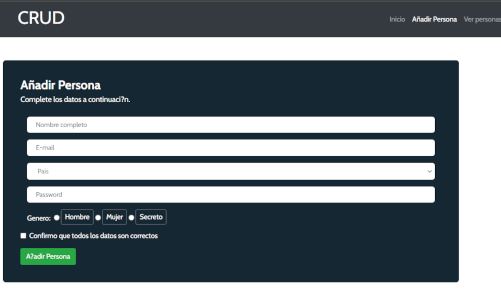 CRUD
Inicio Añadir Persona Ver personas
Añadir Persona
Complete los datos a continuaci?n.
Nombre completo
E-mail
País
Password
Genero: Hombre Mujer Secreto
Confirmo que todos los datos son correctos
A?adir Persona